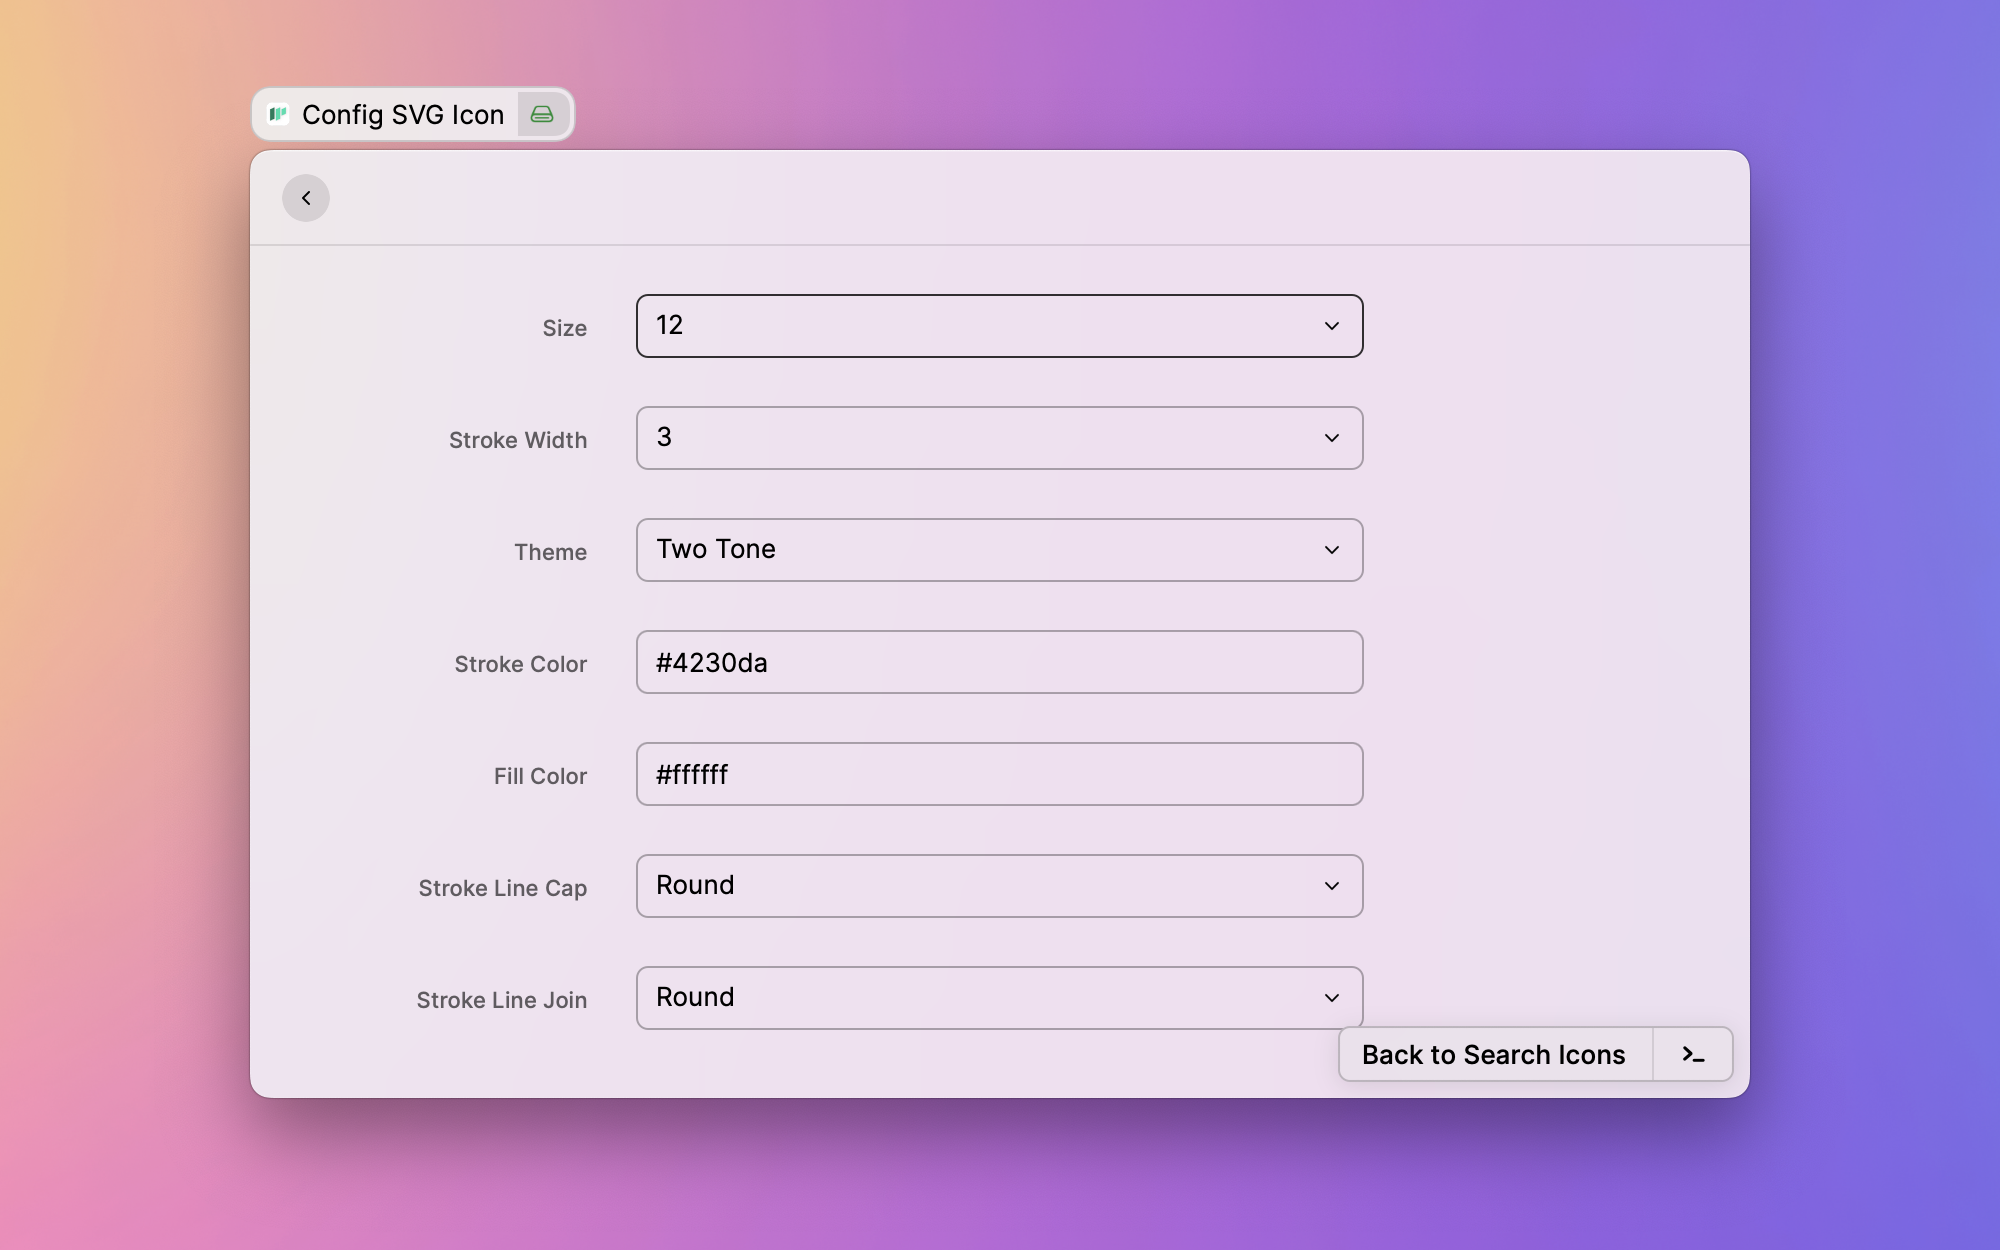 Config SVG Icon
Size
12
Stroke Width
3
Theme
Two Tone
Stroke Color
#4230da
Fill Color
#ffffff
Stroke Line Cap
Round
Stroke Line Join
Round
Back to Search Icons